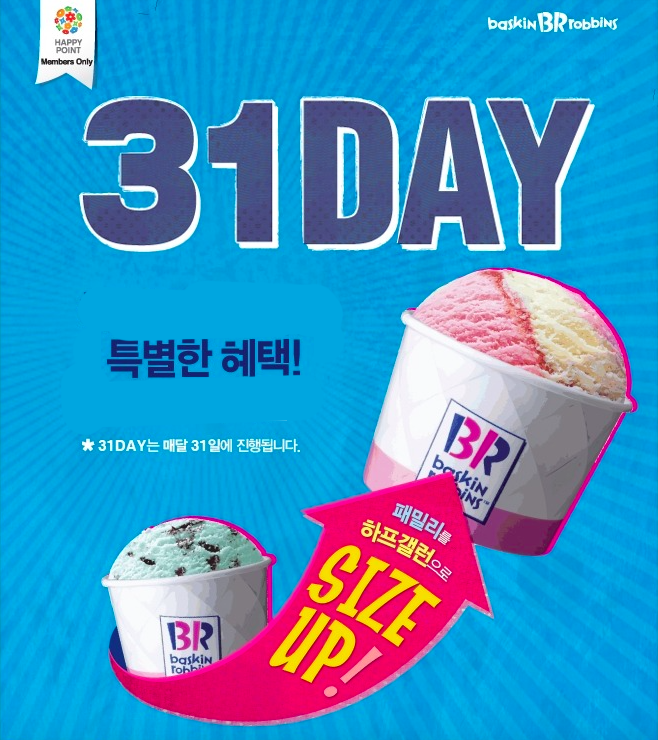 HAPPY
POINT
Members Only
baskin BR robbins
31DAY
특별한 혜택!
* 31DAY는 매달 31일에 진행됩니다.
BR
baskin
robbins
패밀리를
하프갤런으로
SIZE
UP!
BR
baskin
robbins